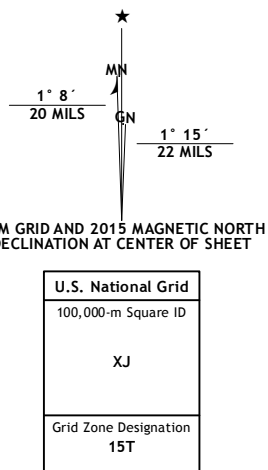 ★
MN
1° 8´
20 MILS
GN
1° 15´
22 MILS
M GRID AND 2015 MAGNETIC NORTH
DECLINATION AT CENTER OF SHEET
U.S. National Grid
100,000-m Square ID
XJ
Grid Zone Designation
15T